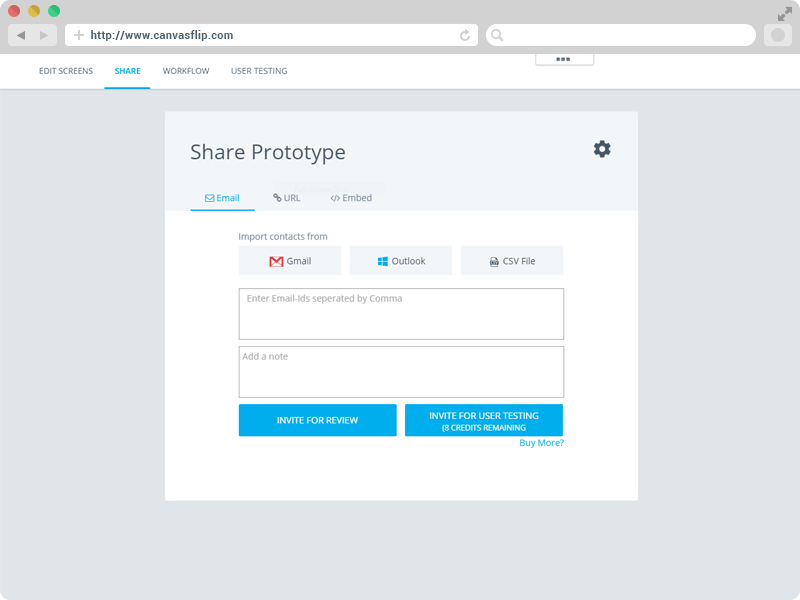 http://www.canvasflip.com
EDIT SCREENS SHARE WORKFLOW USER TESTING
Share Prototype
Email URL Embed
Import contacts from
Gmail Outlook CSV File
Enter Email-Ids seperated by Comma
Add a note
INVITE FOR REVIEW INVITE FOR USER TESTING
(8 CREDITS REMAINING
Buy More?